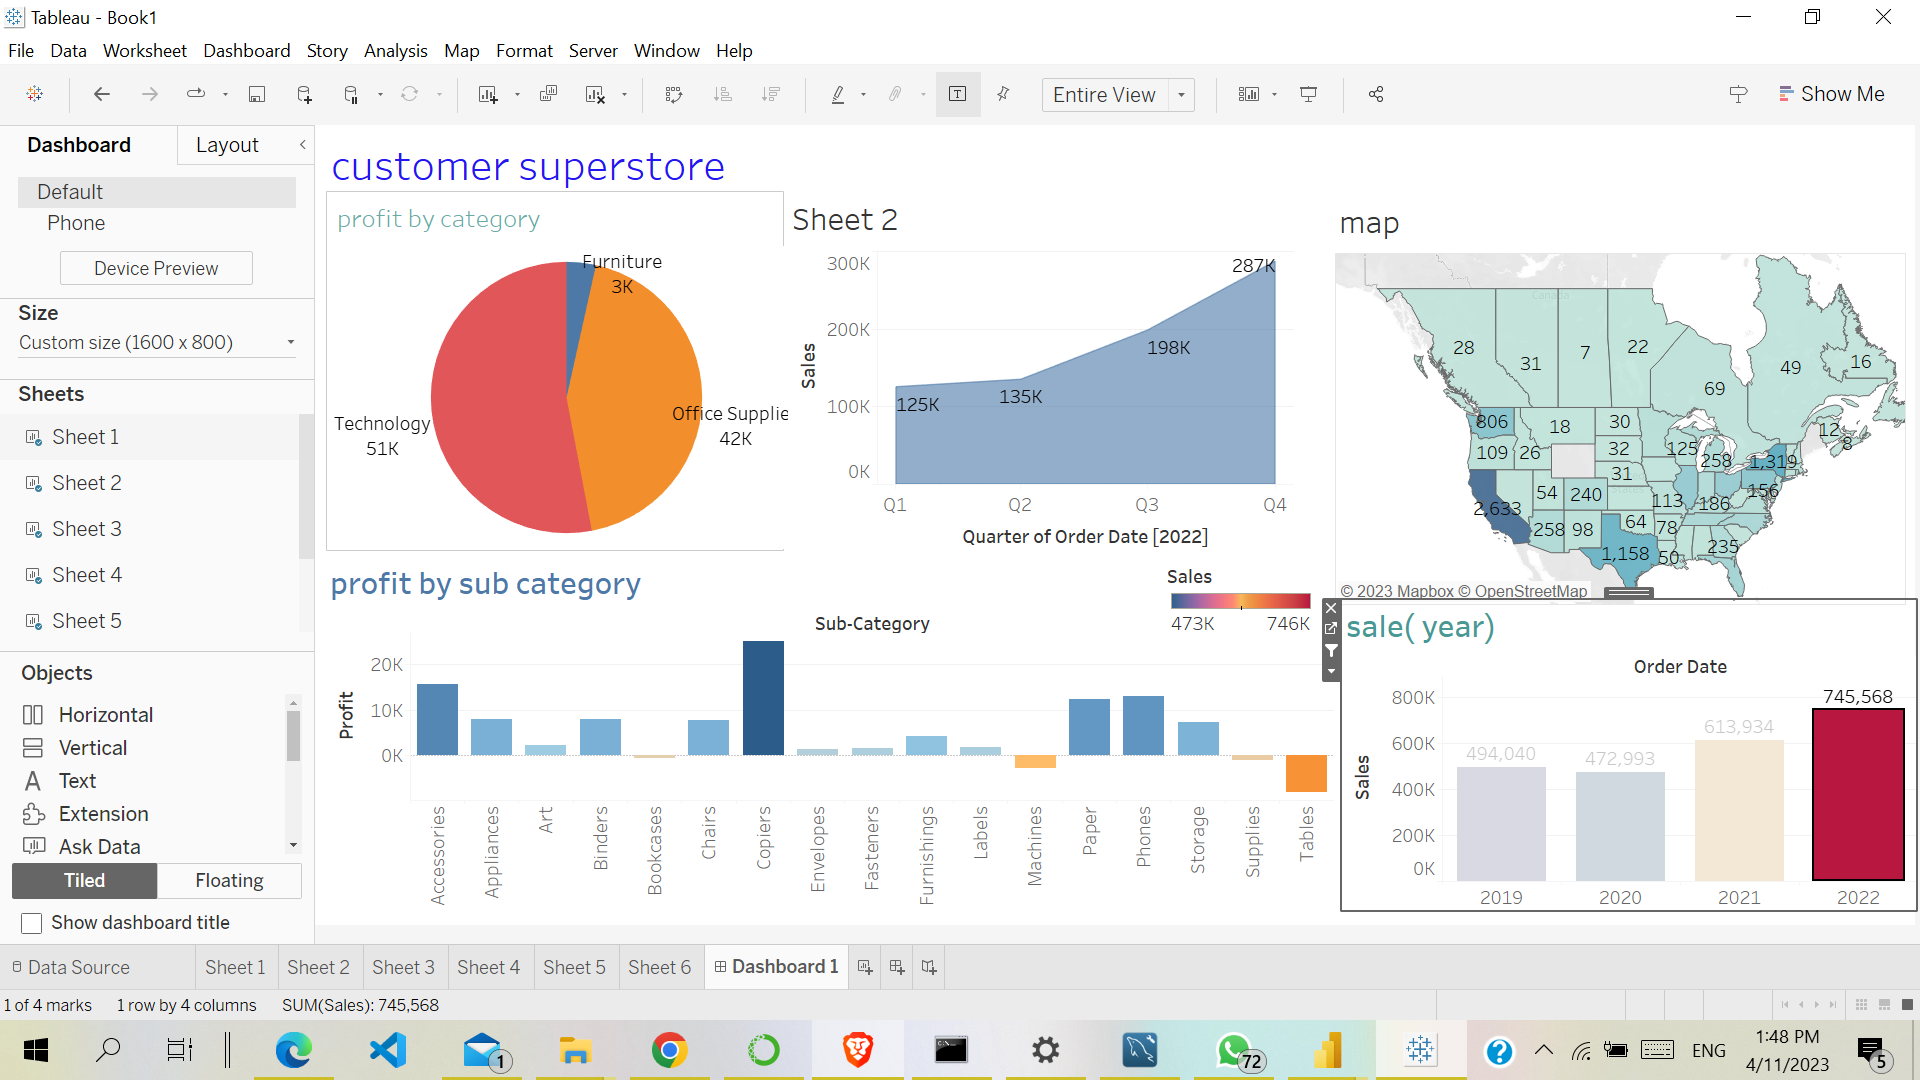 Tableau - Book1
File Data Worksheet Dashboard Story Analysis Map Format Server Window Help
Entire View
Show Me
Dashboard
Layout
Default
Phone
Device Preview
Size
Custom size (1600 x 800)
Sheets
Sheet 1
Sheet 2
Sheet 3
Sheet 4
Sheet 5
Objects
Horizontal
Vertical
Text
Extension
Ask Data
Tiled
Floating
Show dashboard title
customer superstore
profit by category
Furniture
3K
Technology
51K
Office Supplie
42K
Sheet 2
300K
200K
100K
0K
Sales
125K
135K
198K
287K
Q1
Q2
Q3
Q4
Quarter of Order Date [2022]
map
28
31
7
22
69
49
16
12
8
806
18
30
109
26
32
31
125
258
1,319
156
54
240
113
186
2,633
258
98
64
78
1,158
50
235
© 2023 Mapbox © OpenStreetMap
profit by sub category
Sales
473K
746K
Sub-Category
20K
10K
0K
Profit
Accessories
Appliances
Art
Binders
Bookcases
Chairs
Copiers
Envelopes
Fasteners
Furnishings
Labels
Machines
Paper
Phones
Storage
Supplies
Tables
sale( year)
Order Date
800K
600K
400K
200K
0K
Sales
494,040
472,993
613,934
745,568
2019
2020
2021
2022
Data Source
Sheet 1
Sheet 2
Sheet 3
Sheet 4
Sheet 5
Sheet 6
Dashboard 1
1 of 4 marks 1 row by 4 columns SUM(Sales): 745,568
1
72
ENG
1:48 PM
4/11/2023
5